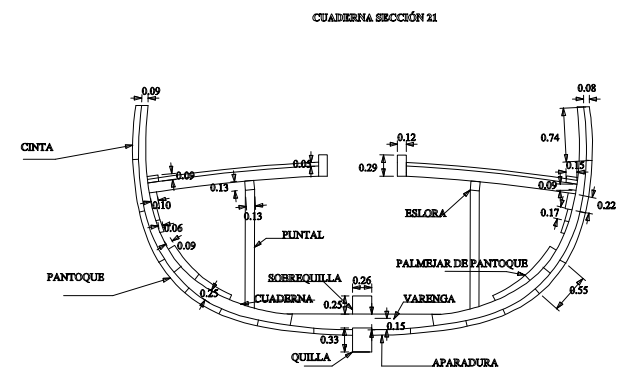 CUADERNA SECCIÓN 21
0.09
0.08
0.74
0.12
CINTA
0.05
0.29
0.15
0.09
0.13
0.09
0.10
0.13
0.22
0.17
ESLORA
0.06
PUNTAL
0.09
PALMEJAR DE PANTOQUE
PANTOQUE
SOBREQUILLA
0.26
0.55
0.25
CUADERNA
0.25
VARENGA
0.15
0.33
QUILLA
APARADURA